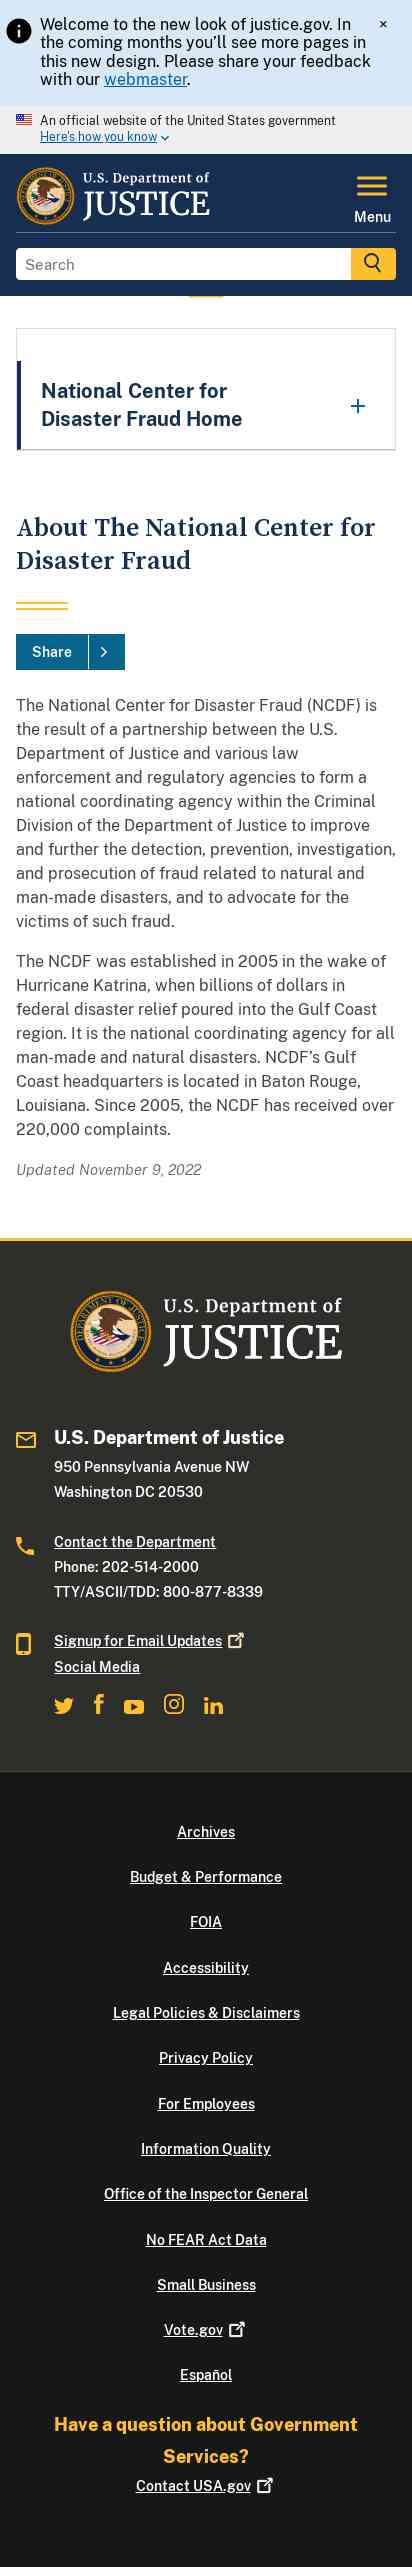 Welcome to the new look of justice.gov. In
the coming months you'll see more pages in
this new design. Please share your feedback
with our webmaster.
×
An official website of the United States government
Here's how you know
U.S. Department of
JUSTICE
Menu
Search
National Center for
Disaster Fraud Home
About The National Center for
Disaster Fraud
Share
The National Center for Disaster Fraud (NCDF) is
the result of a partnership between the U.S.
Department of Justice and various law
enforcement and regulatory agencies to form a
national coordinating agency within the Criminal
Division of the Department of Justice to improve
and further the detection, prevention, investigation,
and prosecution of fraud related to natural and
man-made disasters, and to advocate for the
victims of such fraud.
The NCDF was established in 2005 in the wake of
Hurricane Katrina, when billions of dollars in
federal disaster relief poured into the Gulf Coast
region. It is the national coordinating agency for all
man-made and natural disasters. NCDF's Gulf
Coast headquarters is located in Baton Rouge,
Louisiana. Since 2005, the NCDF has received over
220,000 complaints.
Updated November 9, 2022
U.S. Department of
JUSTICE
U.S. Department of Justice
950 Pennsylvania Avenue NW
Washington DC 20530
Contact the Department
Phone: 202-514-2000
TTY/ASCII/TDD: 800-877-8339
Signup for Email Updates
Social Media
Archives
Budget & Performance
FOIA
Accessibility
Legal Policies & Disclaimers
Privacy Policy
For Employees
Information Quality
Office of the Inspector General
No FEAR Act Data
Small Business
Vote.gov
Español
Have a question about Government
Services?
Contact USA.gov